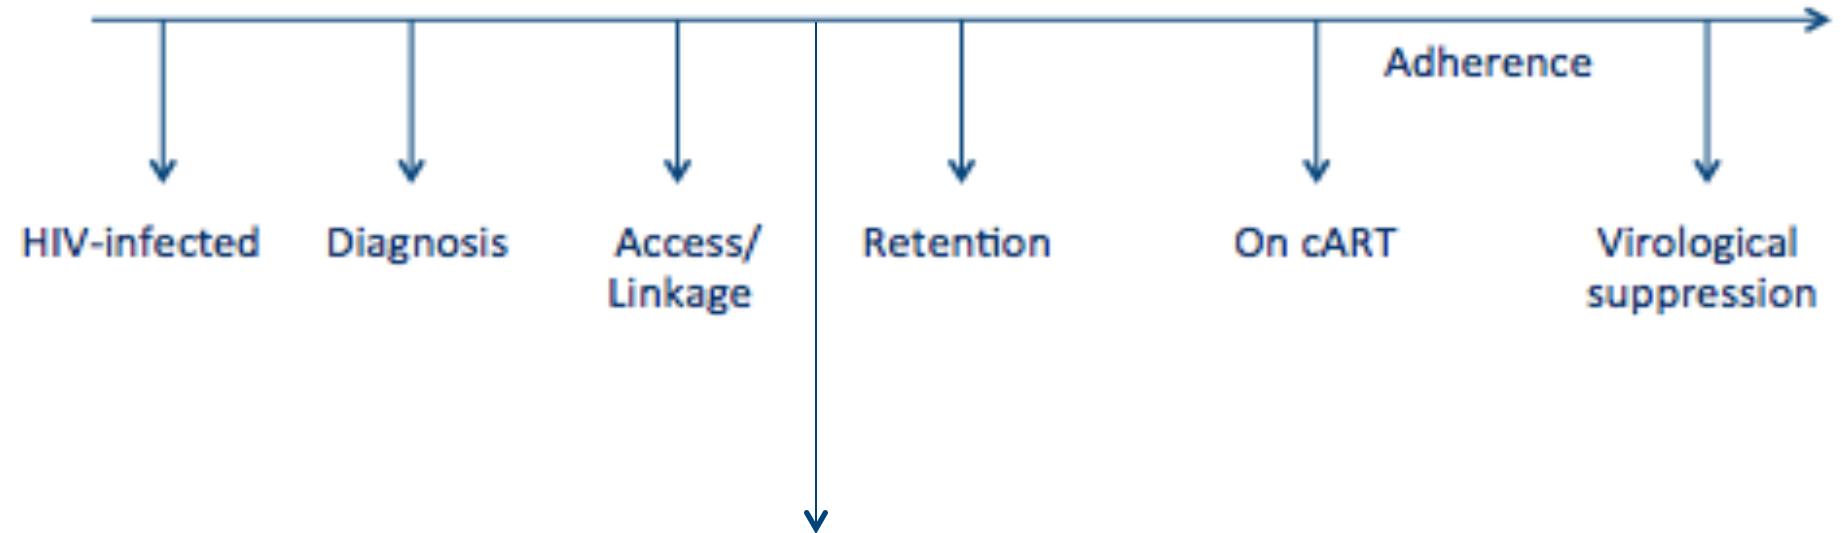 Adherence
HIV-infected
Diagnosis
Access/
Linkage
Retention
On cART
Virological
suppression